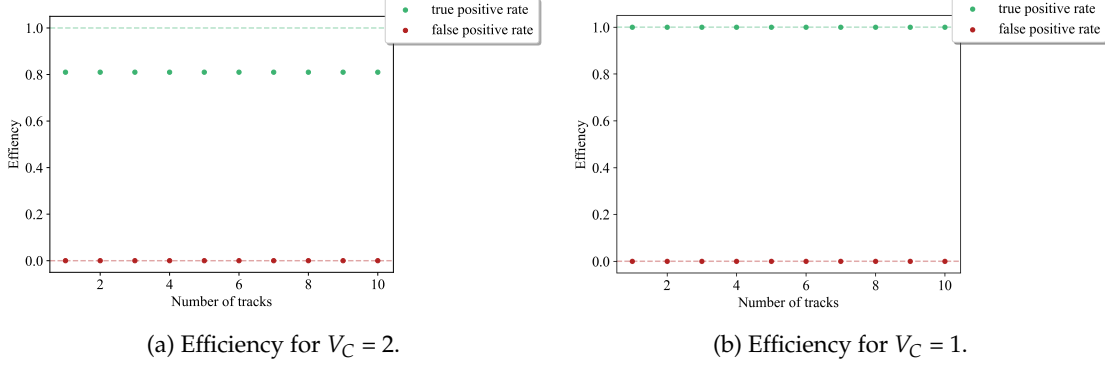 true positive rate
false positive rate
1.0
0.8
0.6
0.4
0.2
0.0
Effiency
2 4 6 8 10
Number of tracks
(a) Efficiency for V_C = 2.
true positive rate
false positive rate
1.0
0.8
0.6
0.4
0.2
0.0
Effiency
2 4 6 8 10
Number of tracks
(b) Efficiency for V_C = 1.